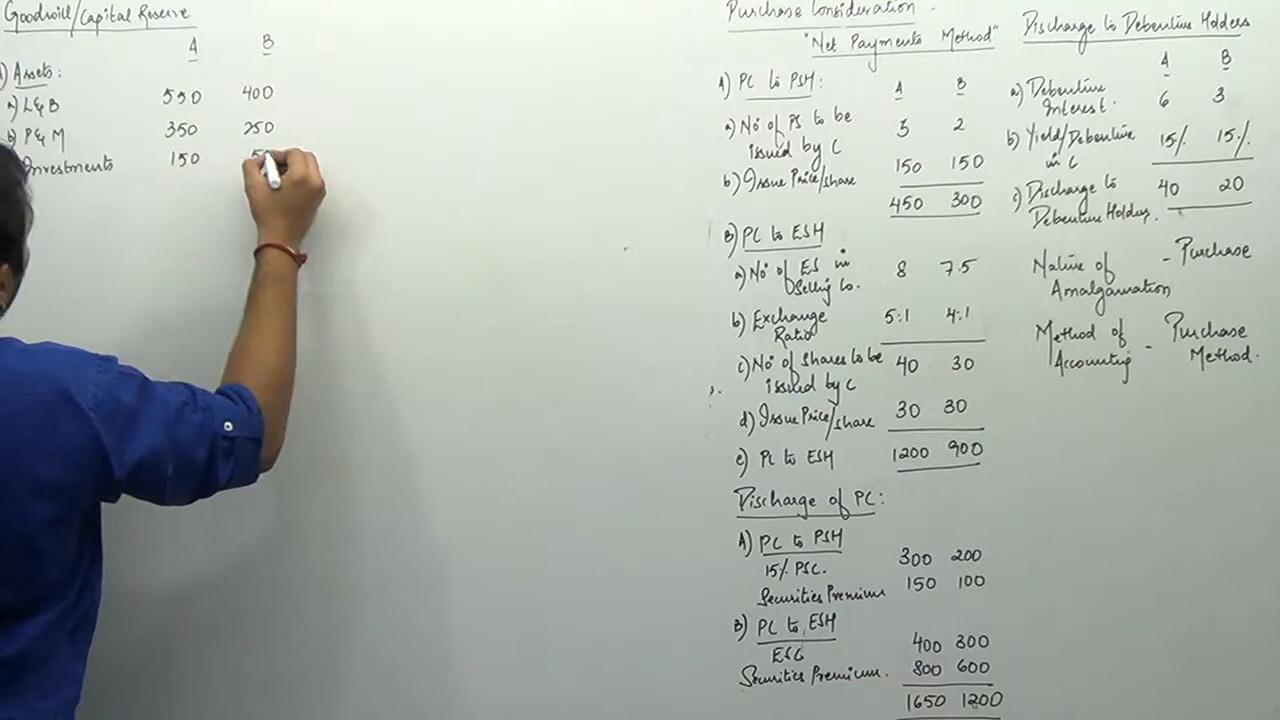 Goodwill/Capital Reserve
A B
Assets:
a) L&B 550 400
b) P&M 350 250
Investments 150 50
Purchase Consideration -
"Net Payments Method"
A) PC to PSH: A B
a) No of PS to be issued by C 3 2
b) Issue Price/share 150 150
450 300
B) PC to ESH
a) No of ES in Selling Co. 8 7.5
b) Exchange Ratio 5:1 4:1
c) No of Shares to be issued by C 40 30
d) Issue Price/share 30 30
e) PC to ESH 1200 900
Discharge of PC:
A) PC to PSH
15% PSC. 300 200
Securities Premium 150 100
B) PC to ESH
ESC 400 300
Securities Premium. 800 600
1650 1200
Discharge to Debenture Holders
A B
a) Debenture Interest. 6 3
b) Yield/Debenture in C 15% 15%
c) Discharge to Debenture Holders. 40 20
Nature of Amalgamation - Purchase
Method of Accounting - Purchase Method.